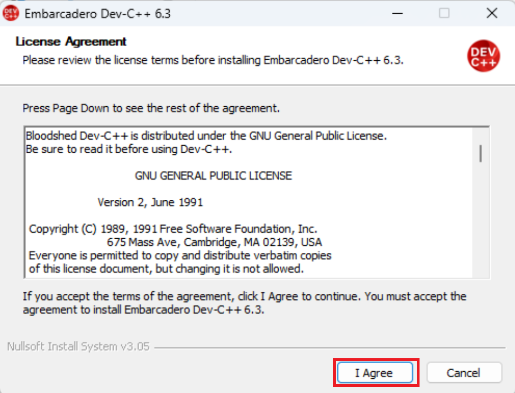 Embarcadero Dev-C++ 6.3
License Agreement
Please review the license terms before installing Embarcadero Dev-C++ 6.3.
DEV
C++
Press Page Down to see the rest of the agreement.
Bloodshed Dev-C++ is distributed under the GNU General Public License.
Be sure to read it before using Dev-C++.
GNU GENERAL PUBLIC LICENSE
Version 2, June 1991
Copyright (C) 1989, 1991 Free Software Foundation, Inc.
675 Mass Ave, Cambridge, MA 02139, USA
Everyone is permitted to copy and distribute verbatim copies
of this license document, but changing it is not allowed.
If you accept the terms of the agreement, click I Agree to continue. You must accept the
agreement to install Embarcadero Dev-C++ 6.3.
Nullsoft Install System v3.05
I Agree
Cancel